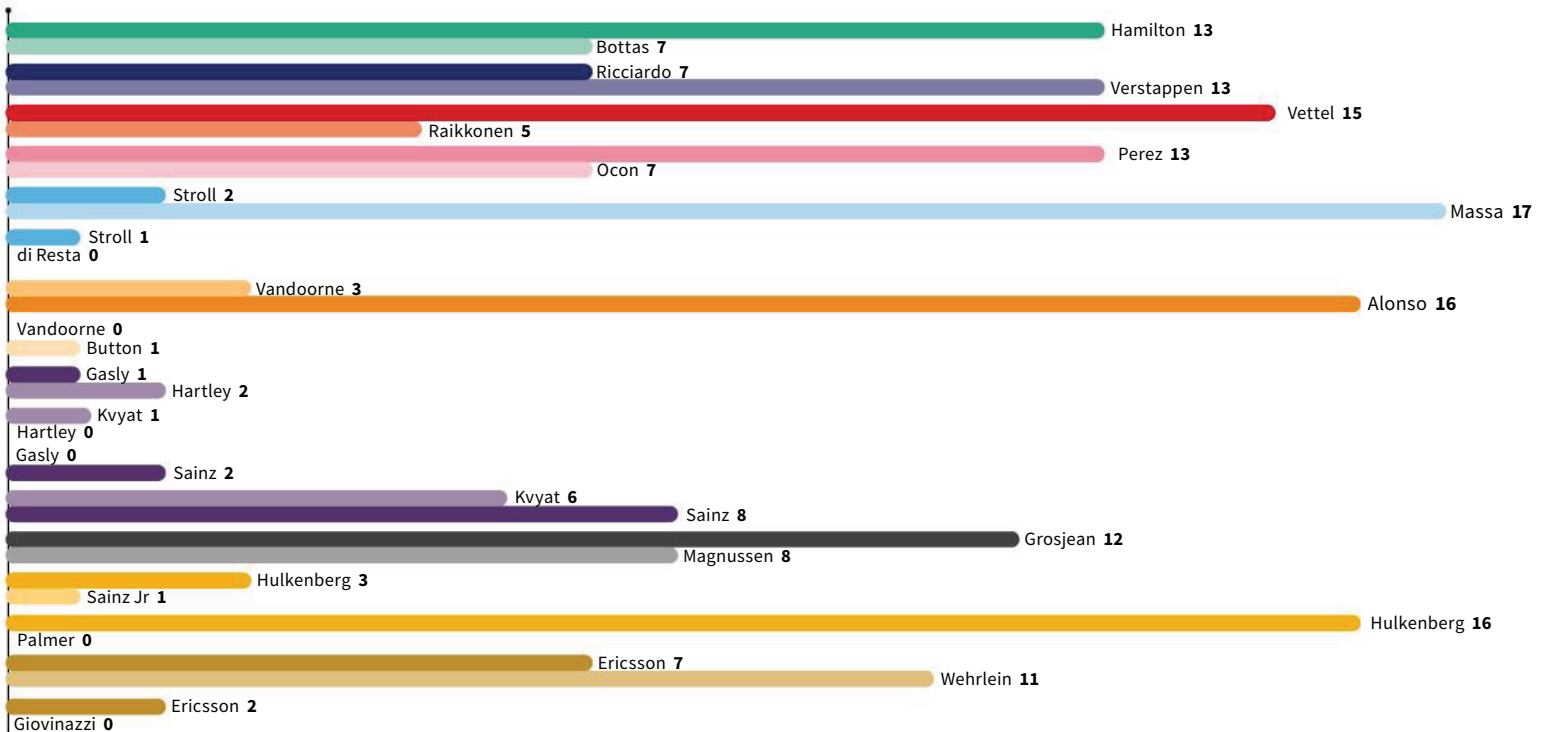 Hamilton 13
Bottas 7
Ricciardo 7
Verstappen 13
Vettel 15
Raikkonen 5
Perez 13
Ocon 7
Stroll 2
Massa 17
Stroll 1
di Resta 0
Vandoorne 3
Alonso 16
Vandoorne 0
Button 1
Gasly 1
Hartley 2
Kvyat 1
Hartley 0
Gasly 0
Sainz 2
Kvyat 6
Sainz 8
Grosjean 12
Magnussen 8
Hulkenberg 3
Sainz Jr 1
Hulkenberg 16
Palmer 0
Ericsson 7
Wehrlein 11
Ericsson 2
Giovinazzi 0